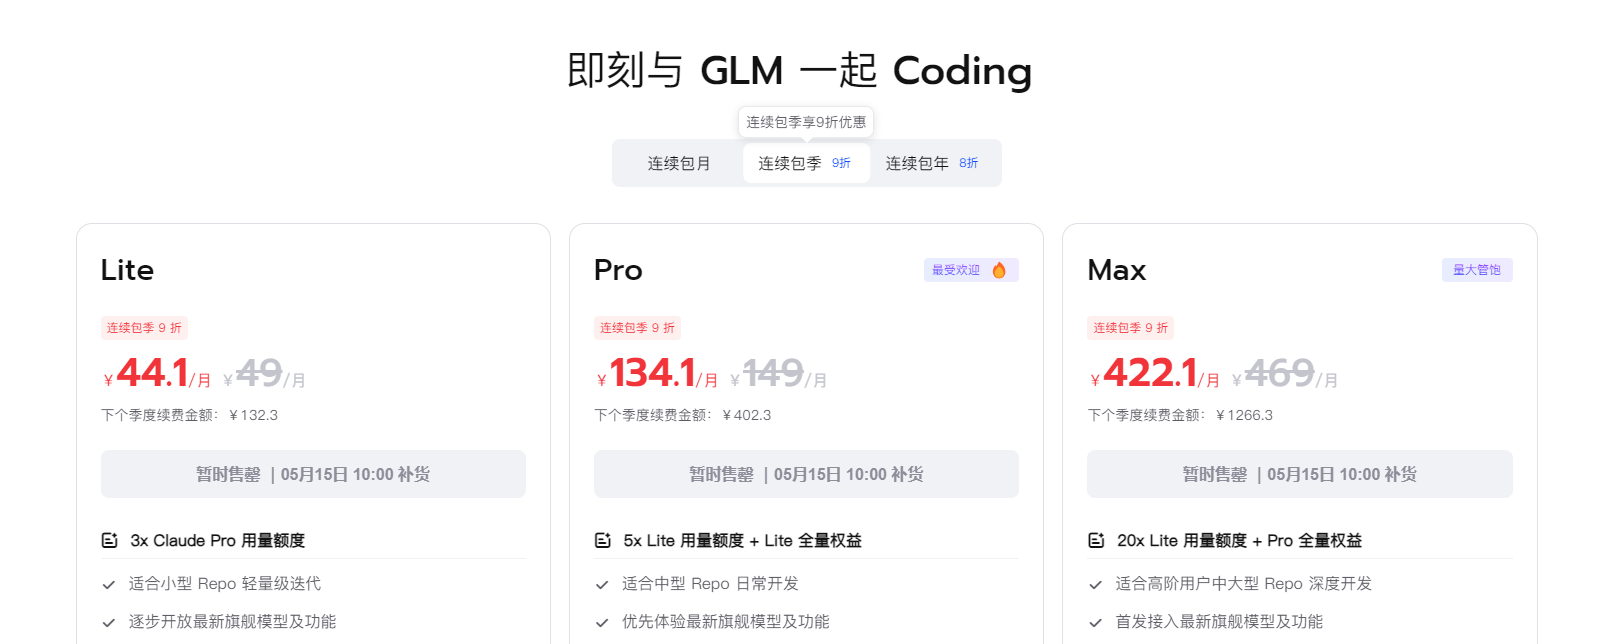 即刻与 GLM 一起 Coding
连续包季享9折优惠
连续包月 连续包季 9折 连续包年 8折
Lite
连续包季 9 折
¥44.1/月 ¥49/月
下个季度续费金额：￥132.3
暂时售罄 ｜05月15日 10:00 补货
3x Claude Pro 用量额度
适合小型 Repo 轻量级迭代
逐步开放最新旗舰模型及功能
Pro
最受欢迎
连续包季 9 折
¥134.1/月 ¥149/月
下个季度续费金额：￥402.3
暂时售罄 ｜05月15日 10:00 补货
5x Lite 用量额度 + Lite 全量权益
适合中型 Repo 日常开发
优先体验最新旗舰模型及功能
Max
量大管饱
连续包季 9 折
¥422.1/月 ¥469/月
下个季度续费金额：￥1266.3
暂时售罄 ｜05月15日 10:00 补货
20x Lite 用量额度 + Pro 全量权益
适合高阶用户中大型 Repo 深度开发
首发接入最新旗舰模型及功能